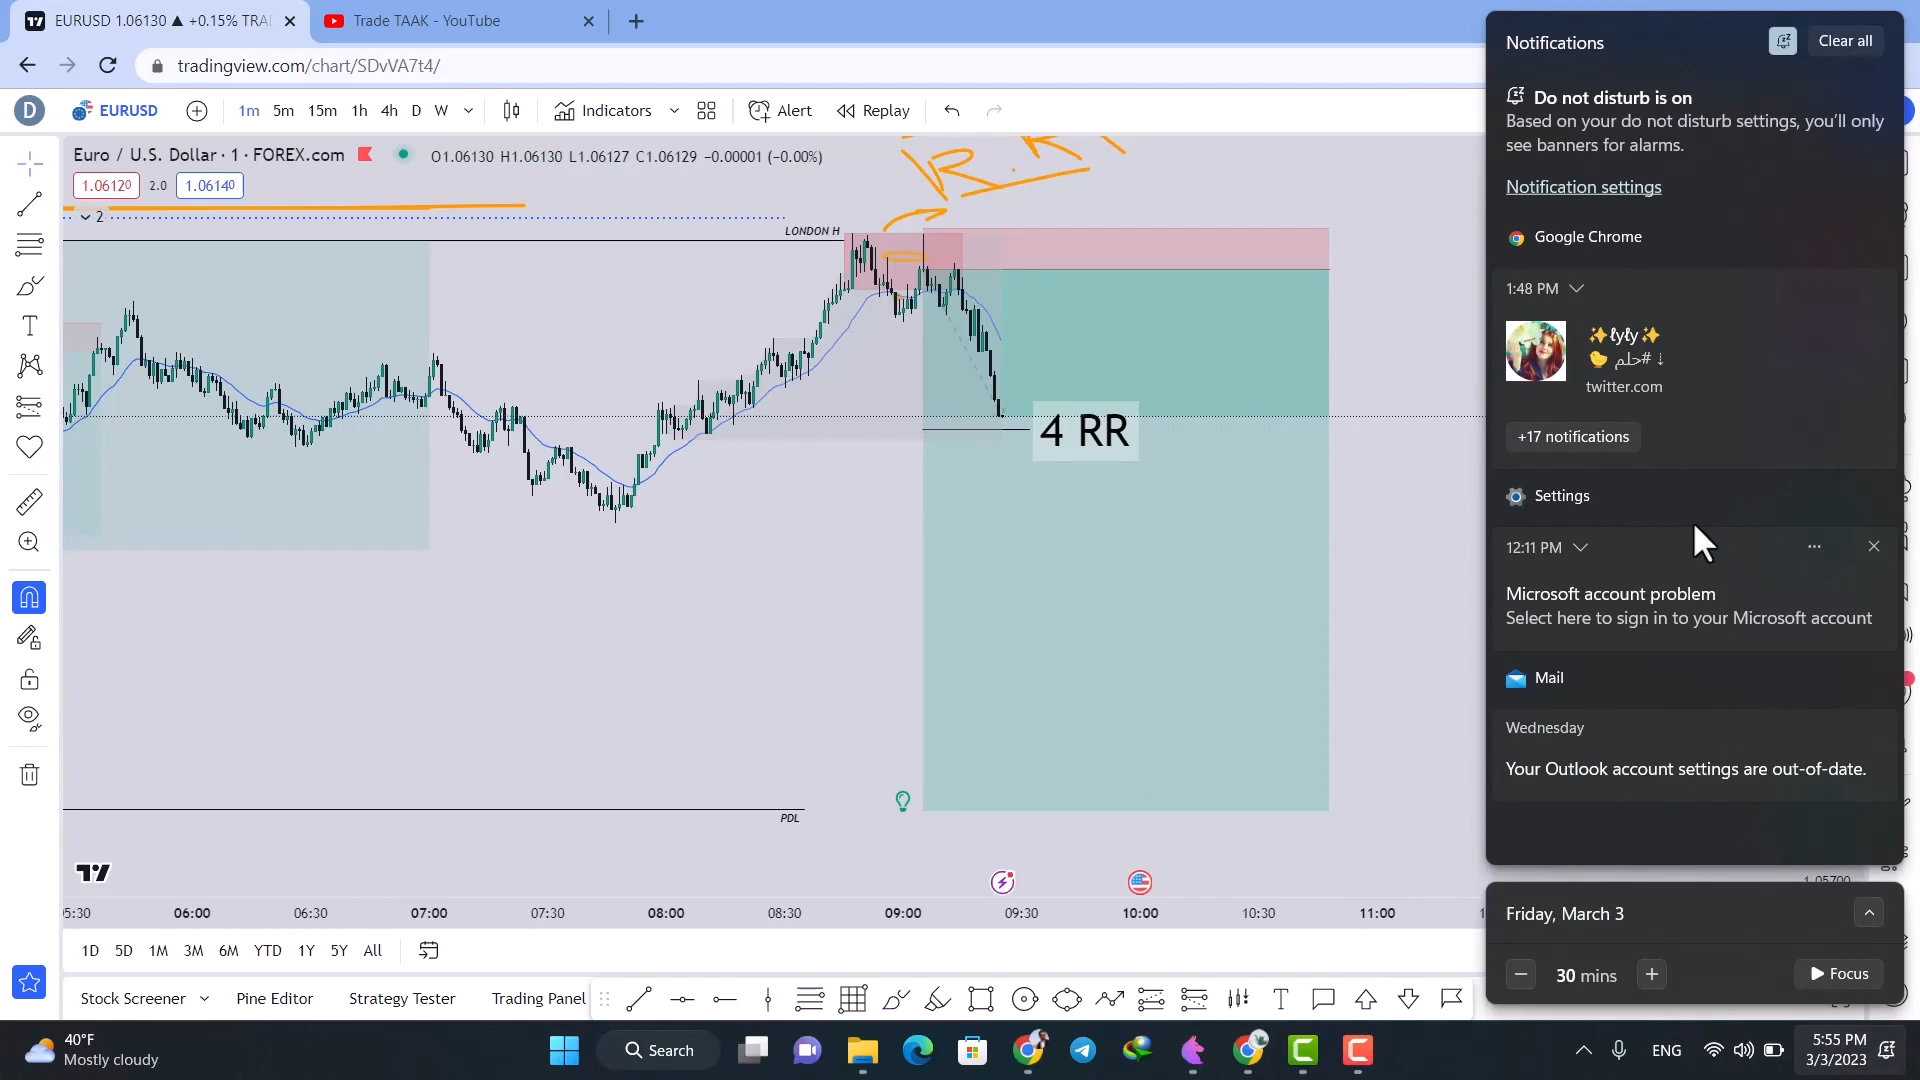 EURUSD 1.06130 ▲ +0.15% TRA
Trade TAAK - YouTube
tradingview.com/chart/SDvVA7t4/
D EURUSD 1m 5m 15m 1h 4h D W Indicators Alert Replay
Euro / U.S. Dollar · 1 · FOREX.com O1.06130 H1.06130 L1.06127 C1.06129 −0.00001 (−0.00%)
1.06120 2.0 1.06140
2
LONDON H
4 RR
PDL
05:30 06:00 06:30 07:00 07:30 08:00 08:30 09:00 09:30 10:00 10:30 11:00
1D 5D 1M 3M 6M YTD 1Y 5Y All
Stock Screener Pine Editor Strategy Tester Trading Panel
Notifications Clear all
Do not disturb is on
Based on your do not disturb settings, you'll only
see banners for alarms.
Notification settings
Google Chrome
1:48 PM
✨ℓyℓy✨
🐤 #حلم ↓
twitter.com
+17 notifications
Settings
12:11 PM
Microsoft account problem
Select here to sign in to your Microsoft account
Mail
Wednesday
Your Outlook account settings are out-of-date.
Friday, March 3
30 mins Focus
40°F
Mostly cloudy
Search
ENG
5:55 PM
3/3/2023